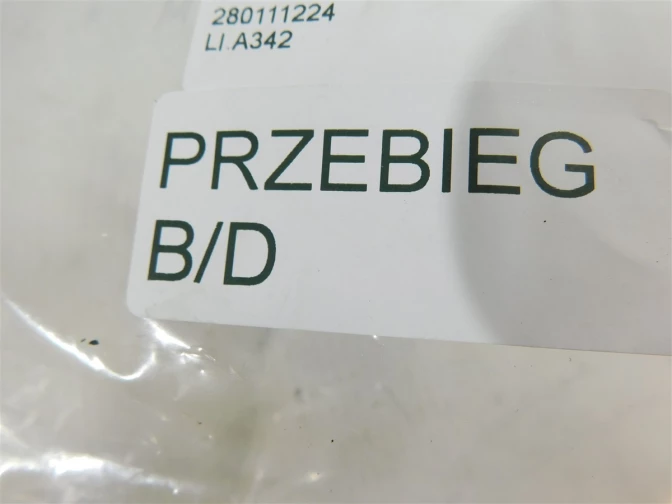 280111224
LI.A342
PRZEBIEG
B/D